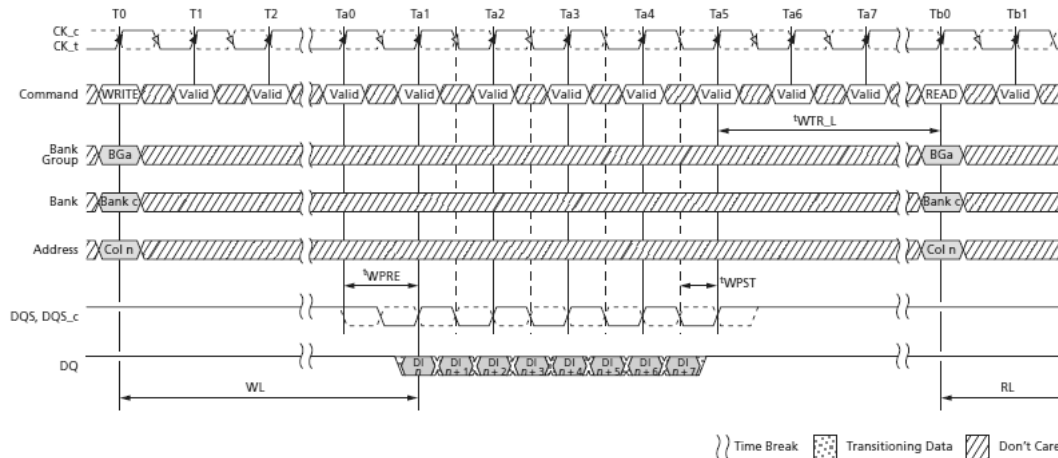 T0 T1 T2 Ta0 Ta1 Ta2 Ta3 Ta4 Ta5 Ta6 Ta7 Tb0 Tb1
CK_c
CK_t
Command WRITE Valid Valid Valid Valid Valid Valid Valid Valid Valid Valid READ Valid
tWTR_L
Bank
Group BGa BGa
Bank Bank c Bank c
Address Col n Col n
tWPRE tWPST
DQS, DQS_c
DQ DI n DI n + 1 DI n + 2 DI n + 3 DI n + 4 DI n + 5 DI n + 6 DI n + 7
WL RL
Time Break Transitioning Data Don't Care